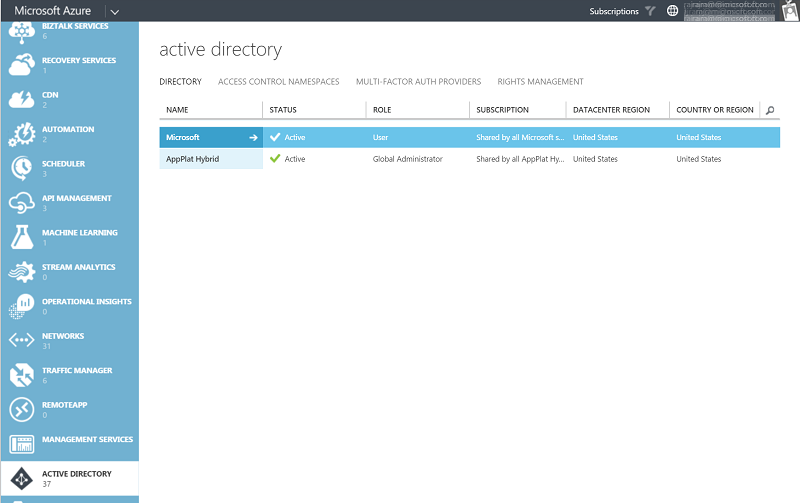 Microsoft Azure
Subscriptions
BIZTALK SERVICES
6
RECOVERY SERVICES
1
CDN
2
AUTOMATION
2
SCHEDULER
3
API MANAGEMENT
3
MACHINE LEARNING
1
STREAM ANALYTICS
0
OPERATIONAL INSIGHTS
0
NETWORKS
31
TRAFFIC MANAGER
6
REMOTEAPP
0
MANAGEMENT SERVICES
ACTIVE DIRECTORY
37
active directory
DIRECTORY ACCESS CONTROL NAMESPACES MULTI-FACTOR AUTH PROVIDERS RIGHTS MANAGEMENT
NAME STATUS ROLE SUBSCRIPTION DATACENTER REGION COUNTRY OR REGION
Microsoft Active User Shared by all Microsoft s... United States United States
AppPlat Hybrid Active Global Administrator Shared by all AppPlat Hy... United States United States